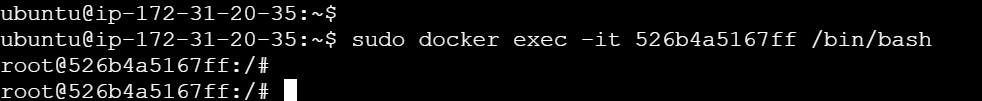 ubuntu@ip-172-31-20-35:~$
ubuntu@ip-172-31-20-35:~$ sudo docker exec -it 526b4a5167ff /bin/bash
root@526b4a5167ff:/#
root@526b4a5167ff:/#